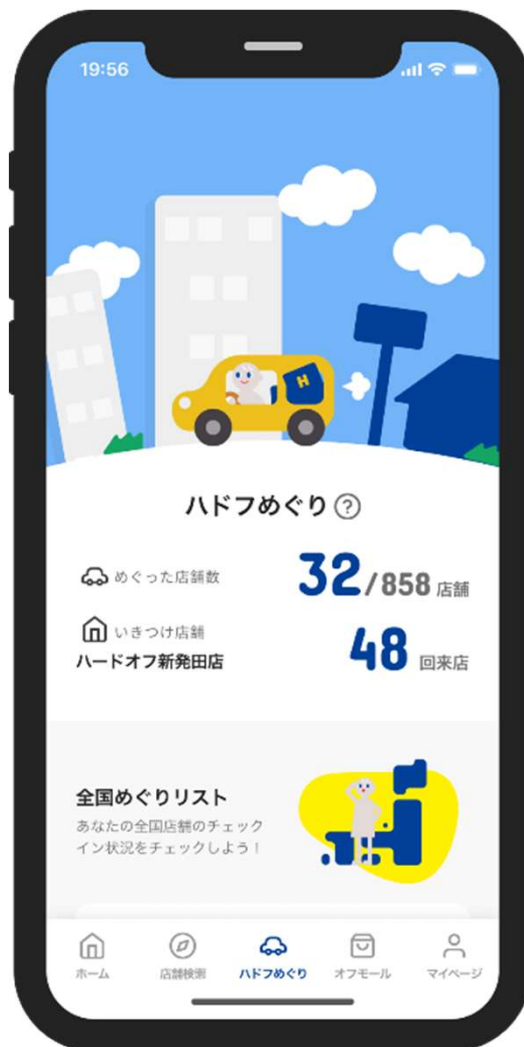 19:56
H
ハドフめぐり ?
めぐった店舗数
32/858 店舗
いきつけ店舗
ハードオフ新発田店
48 回来店
全国めぐりリスト
あなたの全国店舗のチェック
イン状況をチェックしよう！
ホーム 店舗検索 ハドフめぐり オフモール マイページ